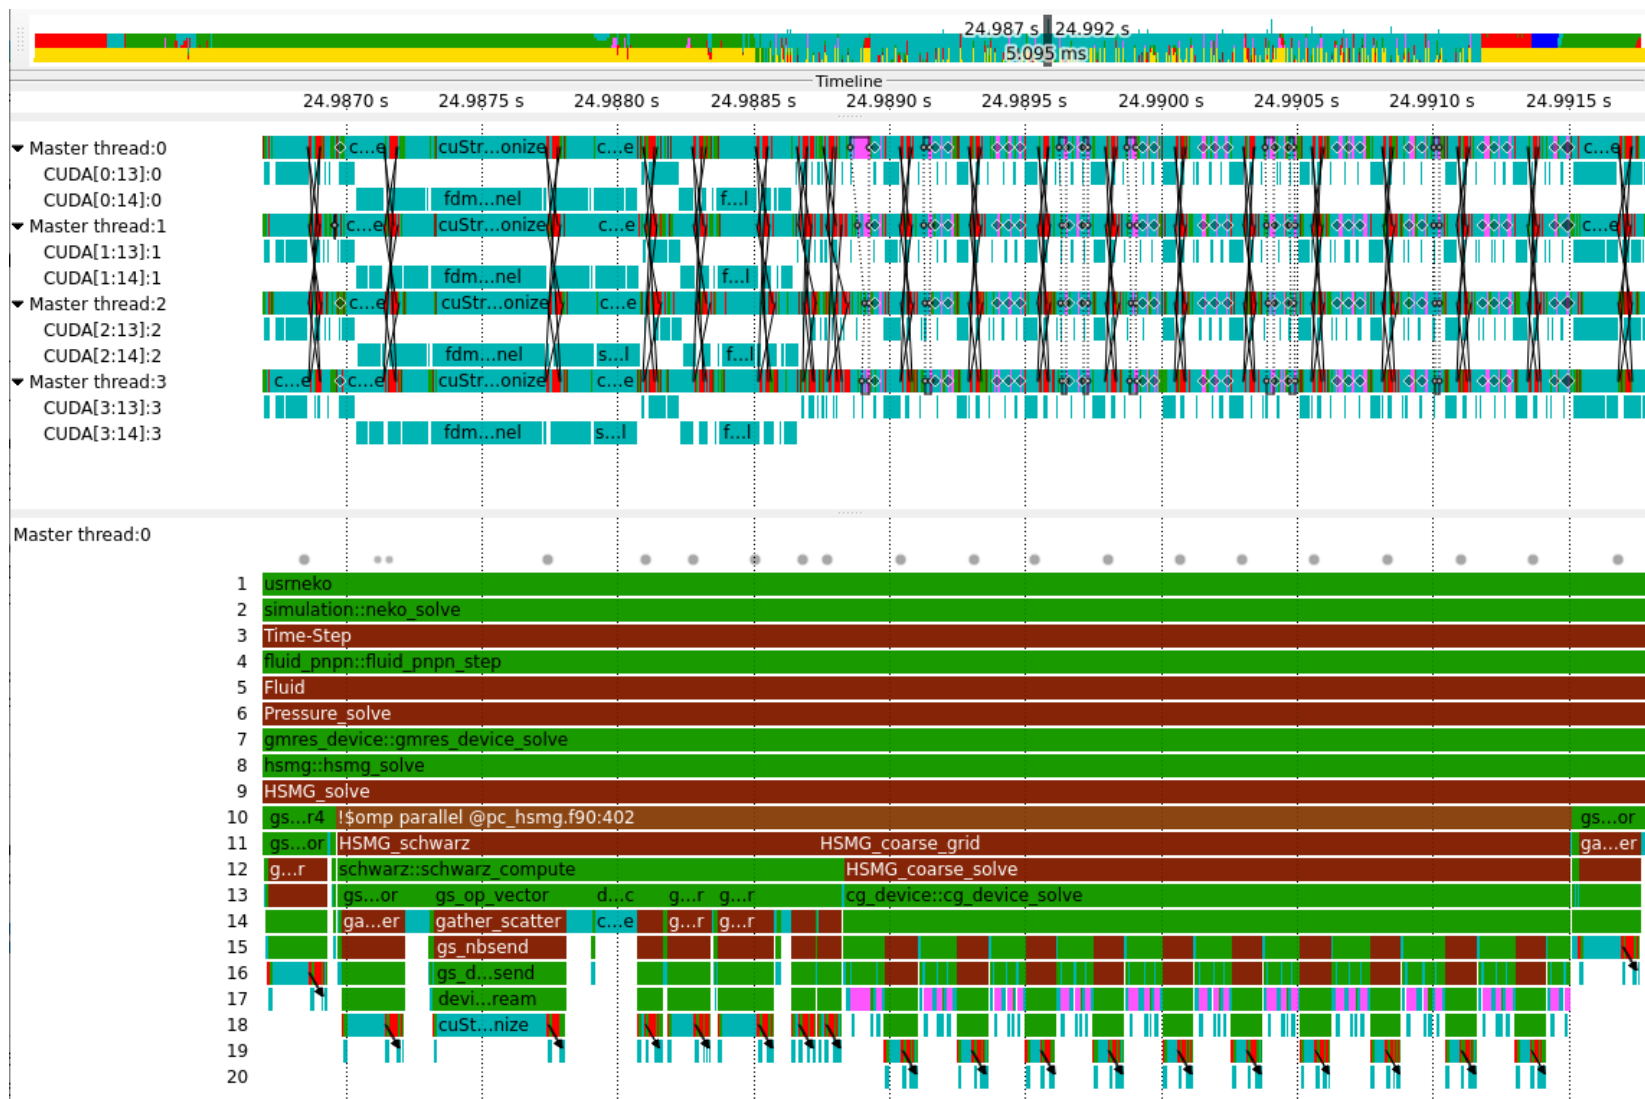 24.987 s 24.992 s
5.095 ms
Timeline
24.9870 s 24.9875 s 24.9880 s 24.9885 s 24.9890 s 24.9895 s 24.9900 s 24.9905 s 24.9910 s 24.9915 s
Master thread:0 c...e cuStr...onize c...e c...e
CUDA[0:13]:0
CUDA[0:14]:0 fdm...nel f...l
Master thread:1 c...e cuStr...onize c...e c...e
CUDA[1:13]:1
CUDA[1:14]:1 fdm...nel f...l
Master thread:2 c...e cuStr...onize c...e
CUDA[2:13]:2
CUDA[2:14]:2 fdm...nel s...l f...l
Master thread:3 c...e c...e cuStr...onize c...e
CUDA[3:13]:3
CUDA[3:14]:3 fdm...nel s...l f...l
Master thread:0
1 usrneko
2 simulation::neko_solve
3 Time-Step
4 fluid_pnpn::fluid_pnpn_step
5 Fluid
6 Pressure_solve
7 gmres_device::gmres_device_solve
8 hsmg::hsmg_solve
9 HSMG_solve
10 gs...r4 !$omp parallel @pc_hsmg.f90:402 gs...or
11 gs...or HSMG_schwarz HSMG_coarse_grid ga...er
12 g...r schwarz::schwarz_compute HSMG_coarse_solve
13 gs...or gs_op_vector d...c g...r g...r cg_device::cg_device_solve
14 ga...er gather_scatter c...e g...r g...r
15 gs_nbsend
16 gs_d...send
17 devi...ream
18 cuSt...nize
19
20